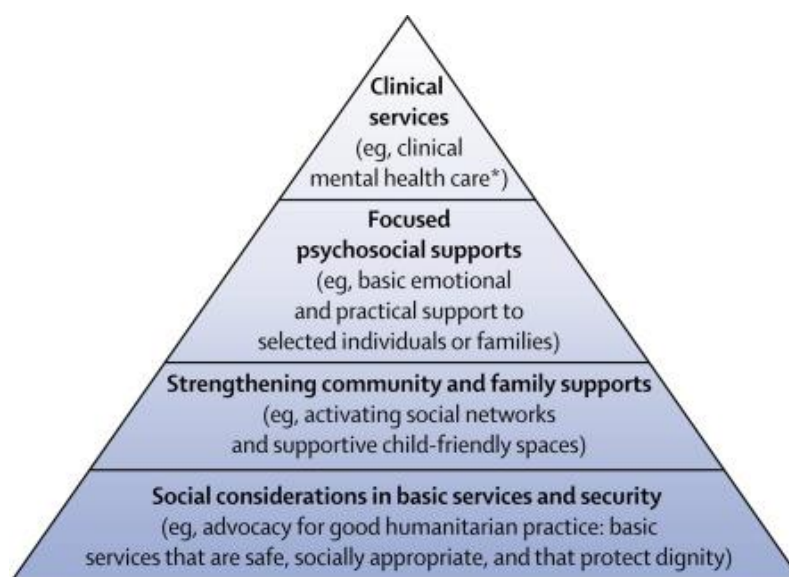 Clinical
services
(eg, clinical
mental health care*)
Focused
psychosocial supports
(eg, basic emotional
and practical support to
selected individuals or families)
Strengthening community and family supports
(eg, activating social networks
and supportive child-friendly spaces)
Social considerations in basic services and security
(eg, advocacy for good humanitarian practice: basic
services that are safe, socially appropriate, and that protect dignity)